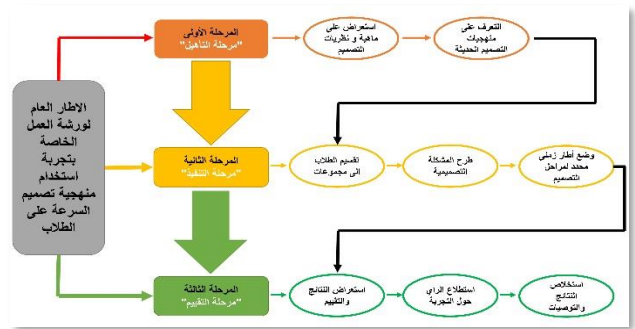 الإطار العام
لورشة العمل
الخاصة
بتجربة
استخدام
منهجية تصميم
السرعة على
الطلاب
المرحلة الأولى
"مرحلة التأهيل"
استعراض على
ماهية و نظريات
التصميم
التعرف على
منهجيات
التصميم الحديثة
المرحلة الثانية
"مرحلة التنفيذ"
تقسيم الطلاب
الى مجموعات
طرح المشكلة
التصميمية
وضع أطار زمني
محدد لمراحل
التصميم
المرحلة الثالثة
"مرحلة التقييم"
استعراض النتائج
والتقييم
استطلاع الراي
حول التجربة
استخلاص
النتائج
والتوصيات